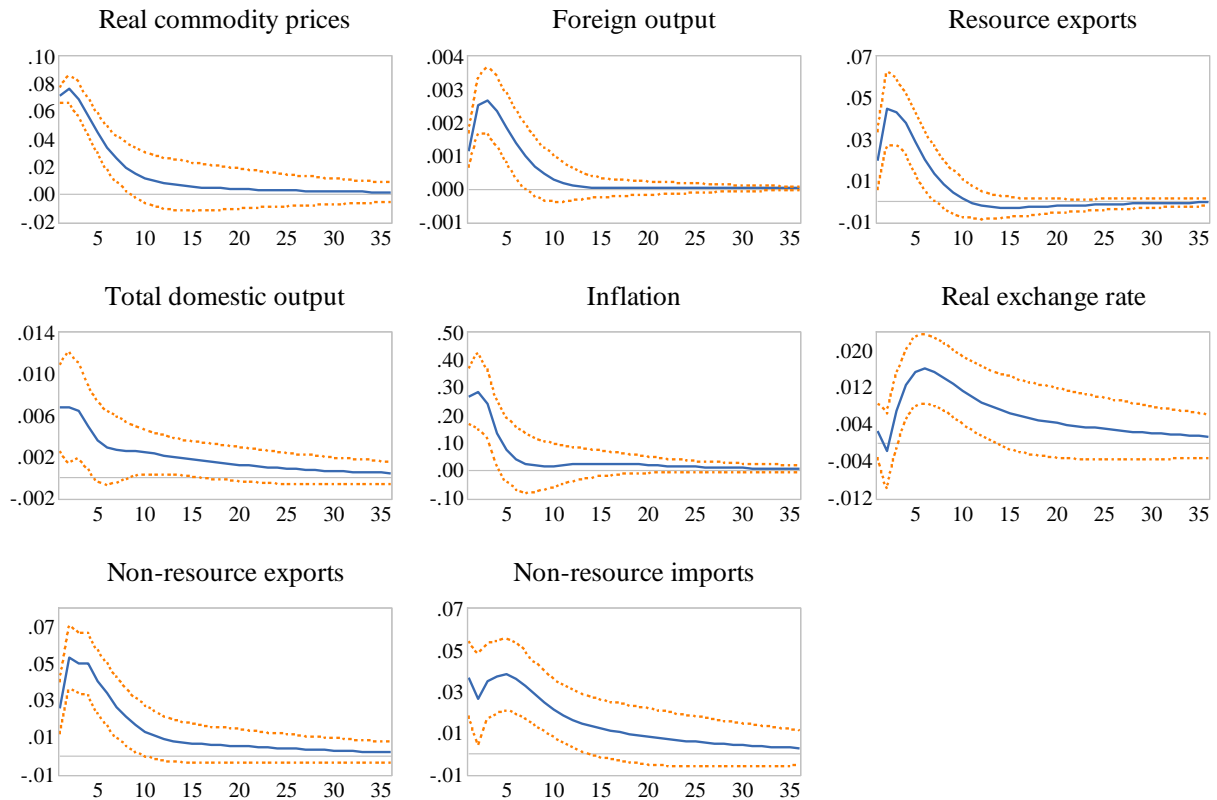 Real commodity prices
.10
.08
.06
.04
.02
.00
-.02
5 10 15 20 25 30 35
Foreign output
.004
.003
.002
.001
.000
-.001
5 10 15 20 25 30 35
Resource exports
.07
.05
.03
.01
-.01
5 10 15 20 25 30 35
Total domestic output
.014
.010
.006
.002
-.002
5 10 15 20 25 30 35
Inflation
.50
.40
.30
.20
.10
.00
-.10
5 10 15 20 25 30 35
Real exchange rate
.020
.012
.004
-.004
-.012
5 10 15 20 25 30 35
Non-resource exports
.07
.05
.03
.01
-.01
5 10 15 20 25 30 35
Non-resource imports
.07
.05
.03
.01
-.01
5 10 15 20 25 30 35